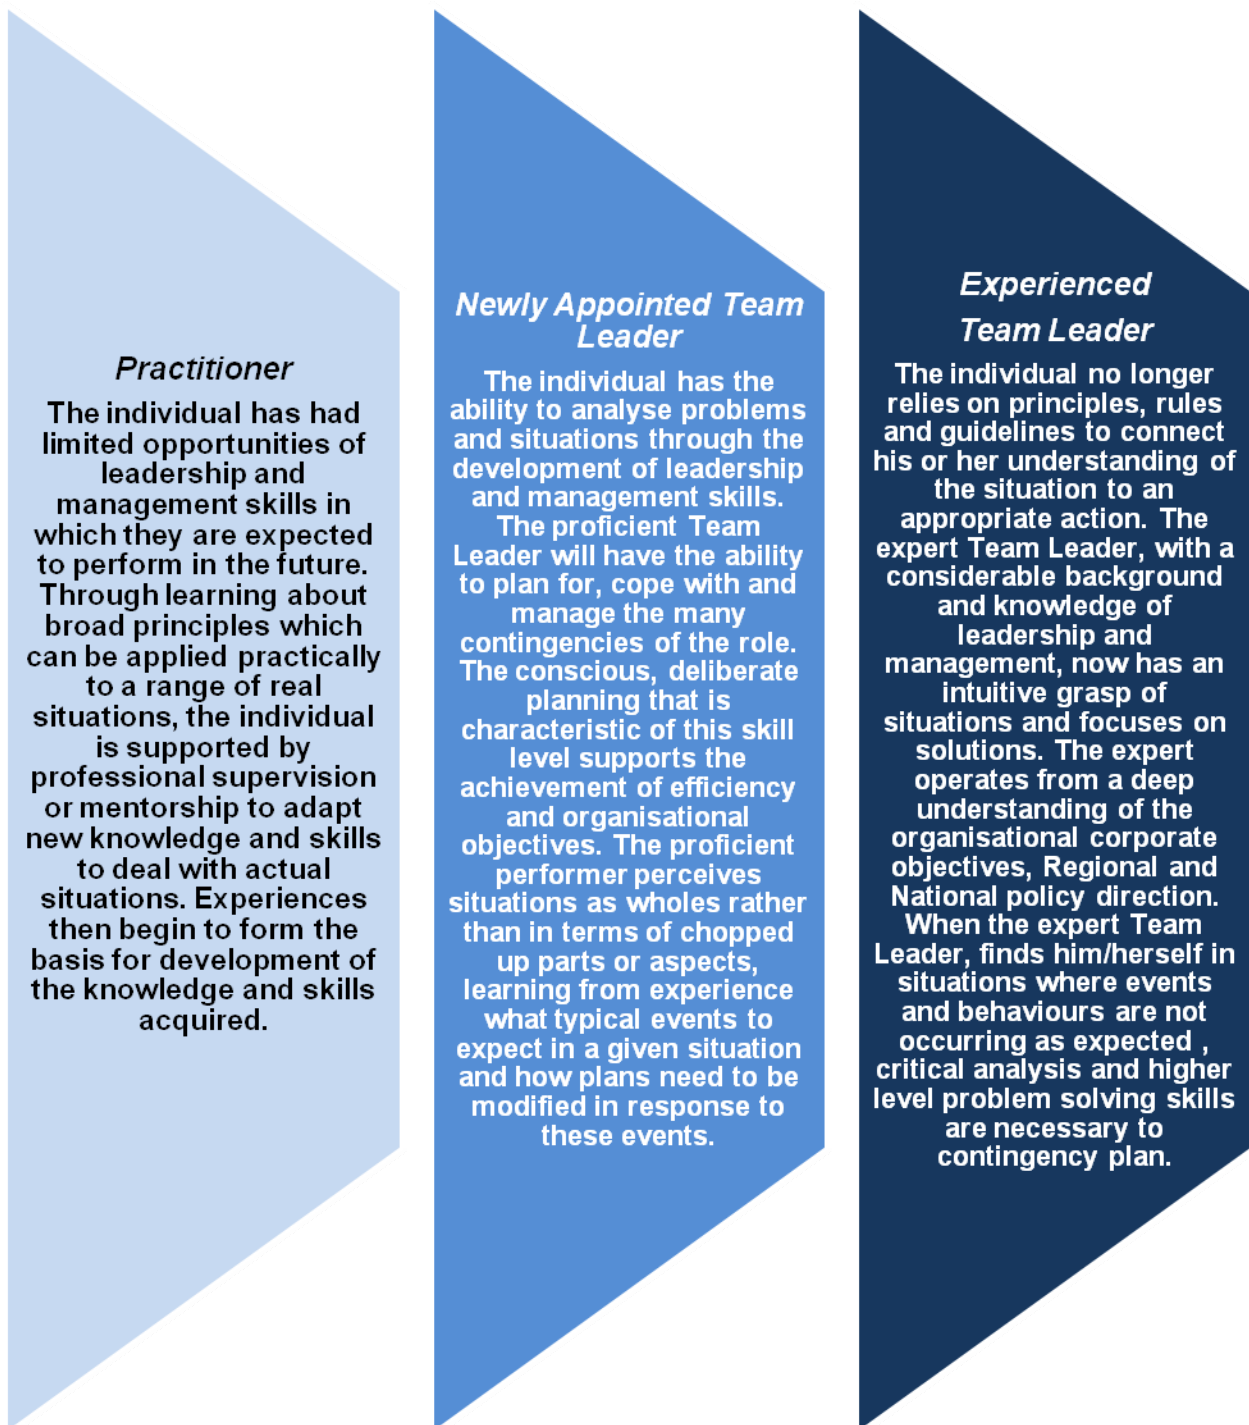 Practitioner
The individual has had
limited opportunities of
leadership and
management skills in
which they are expected
to perform in the future.
Through learning about
broad principles which
can be applied practically
to a range of real
situations, the individual
is supported by
professional supervision
or mentorship to adapt
new knowledge and skills
to deal with actual
situations. Experiences
then begin to form the
basis for development of
the knowledge and skills
acquired.
Newly Appointed Team
Leader
The individual has the
ability to analyse problems
and situations through the
development of leadership
and management skills.
The proficient Team
Leader will have the ability
to plan for, cope with and
manage the many
contingencies of the role.
The conscious, deliberate
planning that is
characteristic of this skill
level supports the
achievement of efficiency
and organisational
objectives. The proficient
performer perceives
situations as wholes rather
than in terms of chopped
up parts or aspects,
learning from experience
what typical events to
expect in a given situation
and how plans need to be
modified in response to
these events.
Experienced
Team Leader
The individual no longer
relies on principles, rules
and guidelines to connect
his or her understanding of
the situation to an
appropriate action. The
expert Team Leader, with a
considerable background
and knowledge of
leadership and
management, now has an
intuitive grasp of
situations and focuses on
solutions. The expert
operates from a deep
understanding of the
organisational corporate
objectives, Regional and
National policy direction.
When the expert Team
Leader, finds him/herself in
situations where events
and behaviours are not
occurring as expected ,
critical analysis and higher
level problem solving skills
are necessary to
contingency plan.